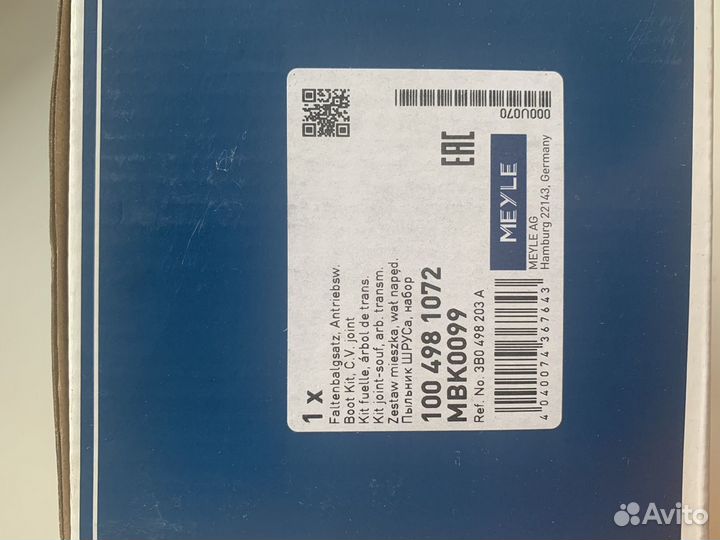 1 x
Faltenbalgsatz, Antriebsw.
Boot Kit, C.V. joint
Kit fuelle, árbol de trans.
Kit joint-souf, arb. transm.
Zestaw mieszka, wał napęd.
Пыльник ШРУСа, набор
100 498 1072
MBK0099
Ref. No. 3B0 498 203 A
4 040074 367643
000U070
EAC
MEYLE
MEYLE AG
Hamburg 22143, Germany
Avito